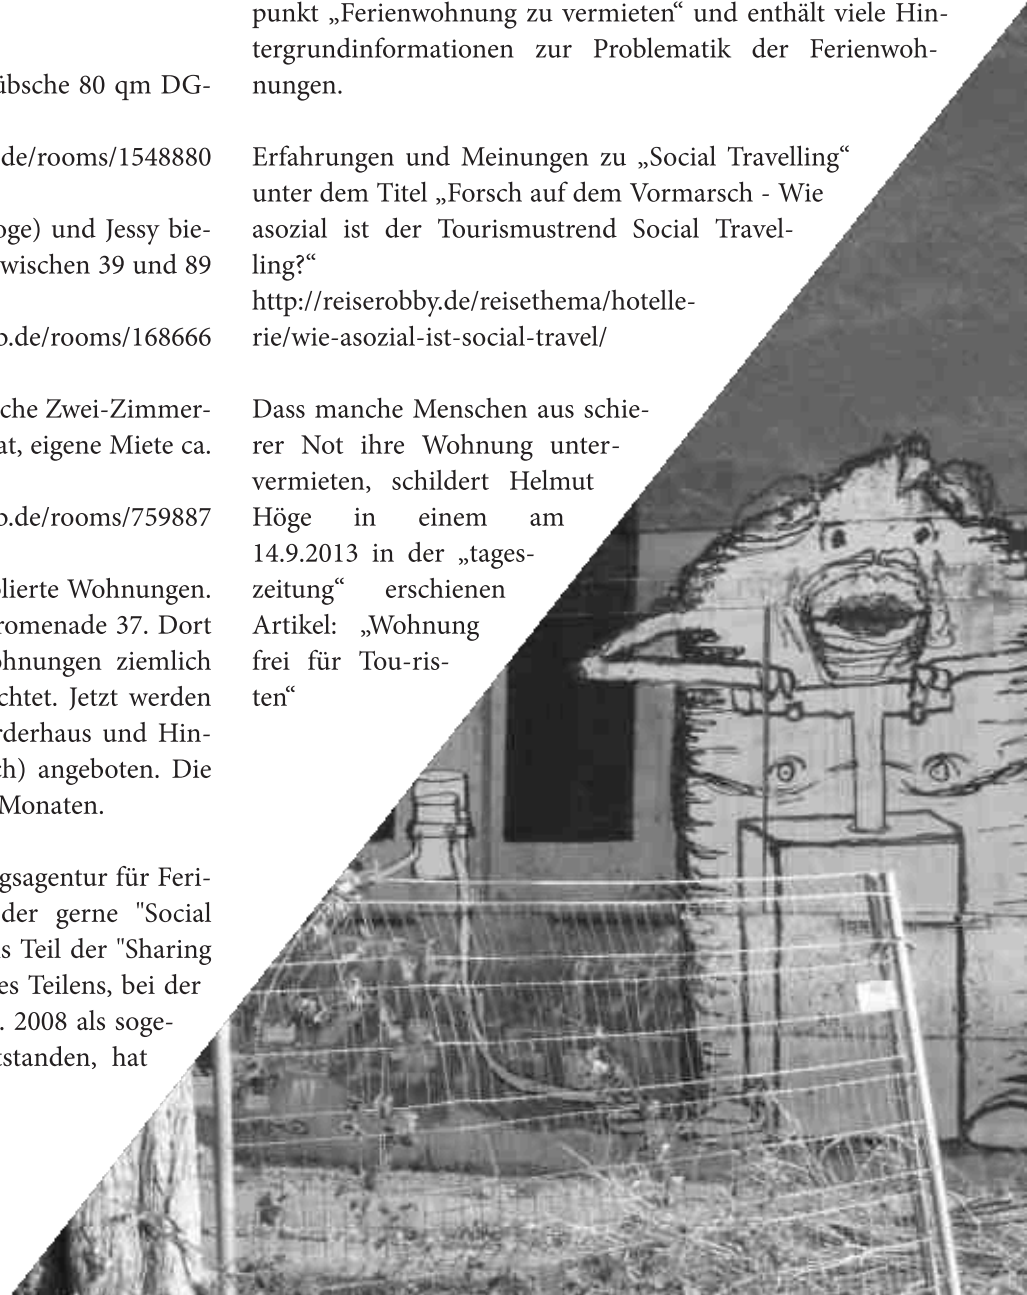 übsche 80 qm DG-
de/rooms/1548880
oge) und Jessy bie-
wischen 39 und 89
b.de/rooms/168666
che Zwei-Zimmer-
at, eigene Miete ca.
b.de/rooms/759887
blierte Wohnungen.
romenade 37. Dort
ohnungen ziemlich
chtet. Jetzt werden
rderhaus und Hin-
ch) angeboten. Die
Monaten.
gsagentur für Feri-
der gerne "Social
s Teil der "Sharing
es Teilens, bei der
. 2008 als soge-
tstanden, hat
punkt „Ferienwohnung zu vermieten“ und enthält viele Hin-
tergrundinformationen zur Problematik der Ferienwoh-
nungen.
Erfahrungen und Meinungen zu „Social Travelling“
unter dem Titel „Forsch auf dem Vormarsch - Wie
asozial ist der Tourismustrend Social Travel-
ling?“
http://reiserobby.de/reisethema/hotelle-
rie/wie-asozial-ist-social-travel/
Dass manche Menschen aus schie-
rer Not ihre Wohnung unter-
vermieten, schildert Helmut
Höge in einem am
14.9.2013 in der „tages-
zeitung“ erschienen
Artikel: „Wohnung
frei für Tou-ris-
ten“